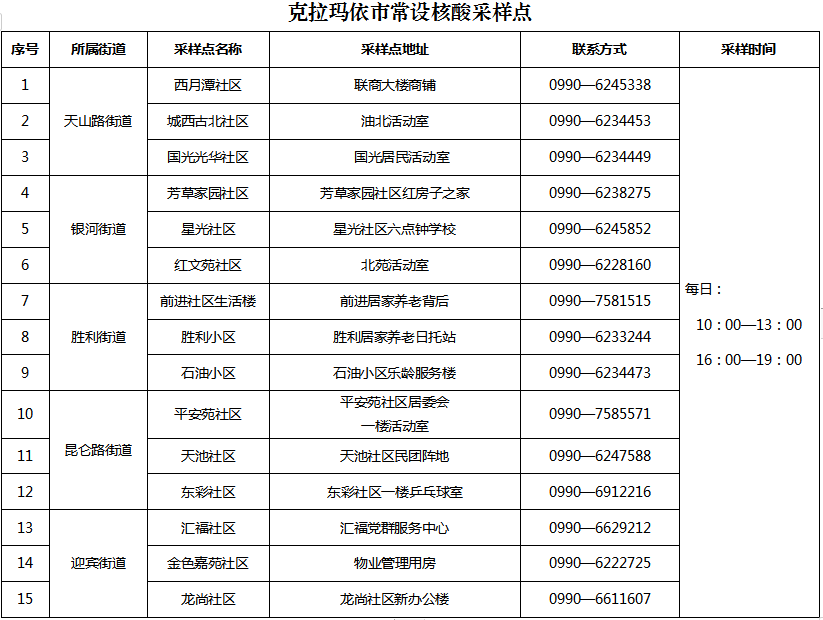 克拉玛依市常设核酸采样点
序号 所属街道 采样点名称 采样点地址 联系方式 采样时间
1 天山路街道 西月潭社区 联商大楼商铺 0990—6245338
2 城西古北社区 油北活动室 0990—6234453
3 国光光华社区 国光居民活动室 0990—6234449
4 银河街道 芳草家园社区 芳草家园社区红房子之家 0990—6238275
5 星光社区 星光社区六点钟学校 0990—6245852
6 红文苑社区 北苑活动室 0990—6228160
7 胜利街道 前进社区生活楼 前进居家养老背后 0990—7581515
8 胜利小区 胜利居家养老日托站 0990—6233244
9 石油小区 石油小区乐龄服务楼 0990—6234473
10 昆仑路街道 平安苑社区 平安苑社区居委会
一楼活动室 0990—7585571
11 天池社区 天池社区民团阵地 0990—6247588
12 东彩社区 东彩社区一楼乒乓球室 0990—6912216
13 迎宾街道 汇福社区 汇福党群服务中心 0990—6629212
14 金色嘉苑社区 物业管理用房 0990—6222725
15 龙尚社区 龙尚社区新办公楼 0990—6611607
每日：
10：00—13：00
16：00—19：00